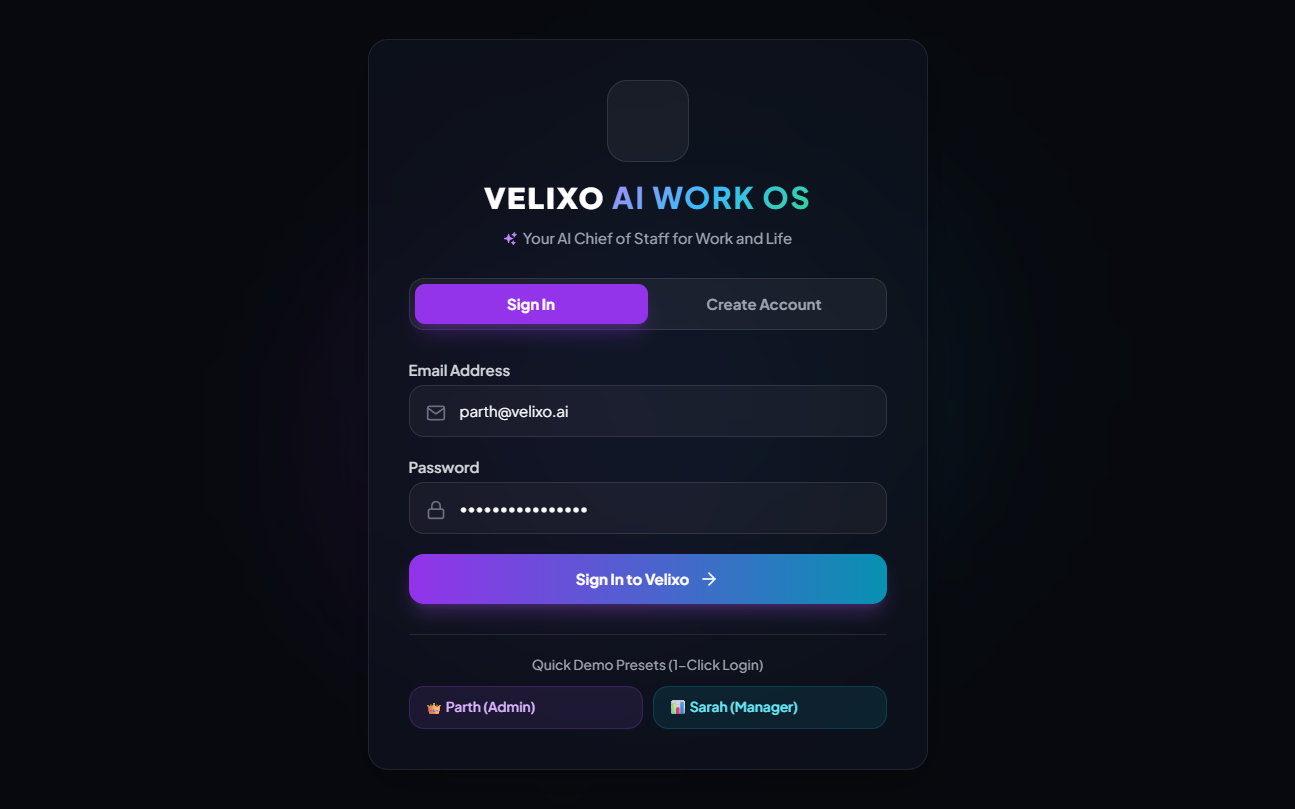 VELIXO AI WORK OS
Your AI Chief of Staff for Work and Life
Sign In
Create Account
Email Address
parth@velixo.ai
Password
••••••••••••••••
Sign In to Velixo →
Quick Demo Presets (1-Click Login)
👑 Parth (Admin)
📊 Sarah (Manager)